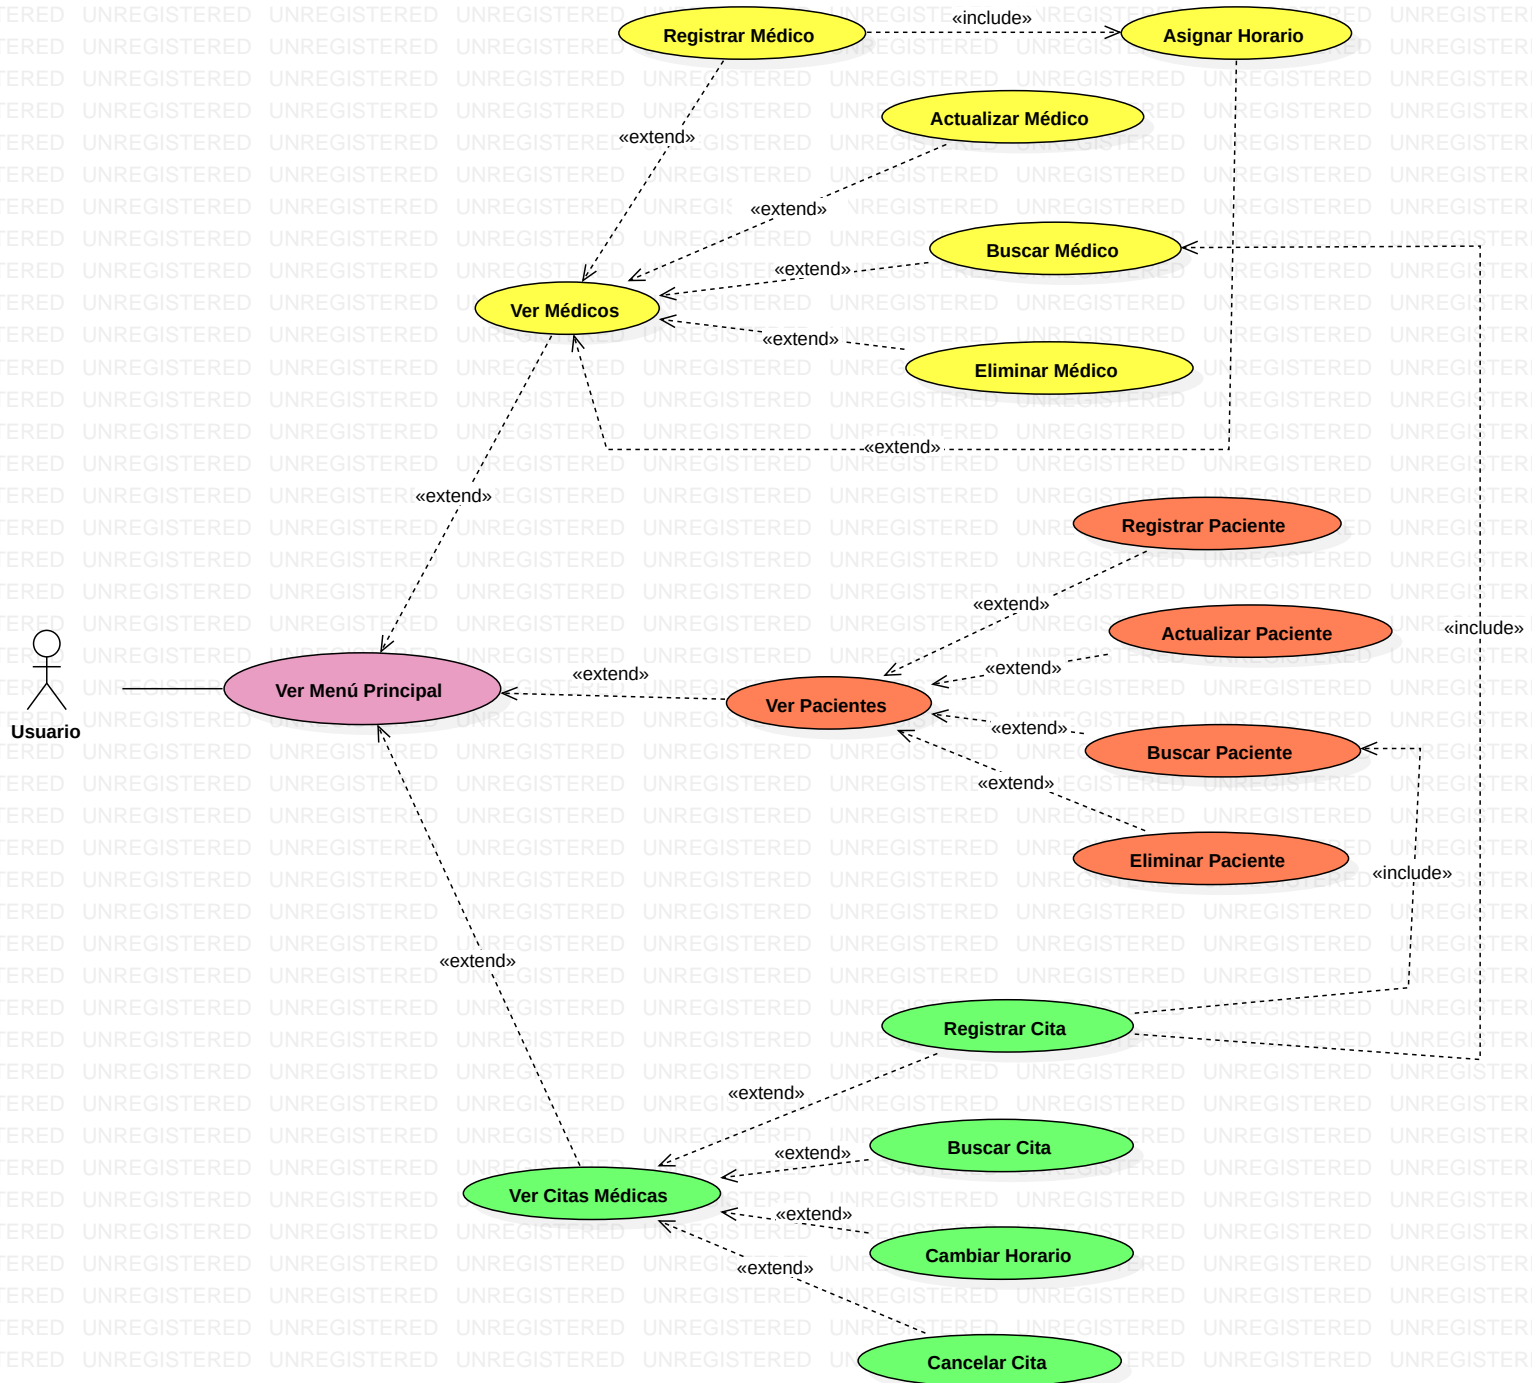 Registrar Médico
«include»
Asignar Horario
Actualizar Médico
«extend»
«extend»
Buscar Médico
«extend»
Ver Médicos
«extend»
Eliminar Médico
«extend»
«extend»
Registrar Paciente
«extend»
Actualizar Paciente
«include»
«extend»
«extend»
Usuario
Ver Menú Principal
Ver Pacientes
«extend»
Buscar Paciente
«extend»
Eliminar Paciente
«include»
«extend»
Registrar Cita
«extend»
Buscar Cita
«extend»
Ver Citas Médicas
«extend»
Cambiar Horario
«extend»
Cancelar Cita
UNREGISTERED